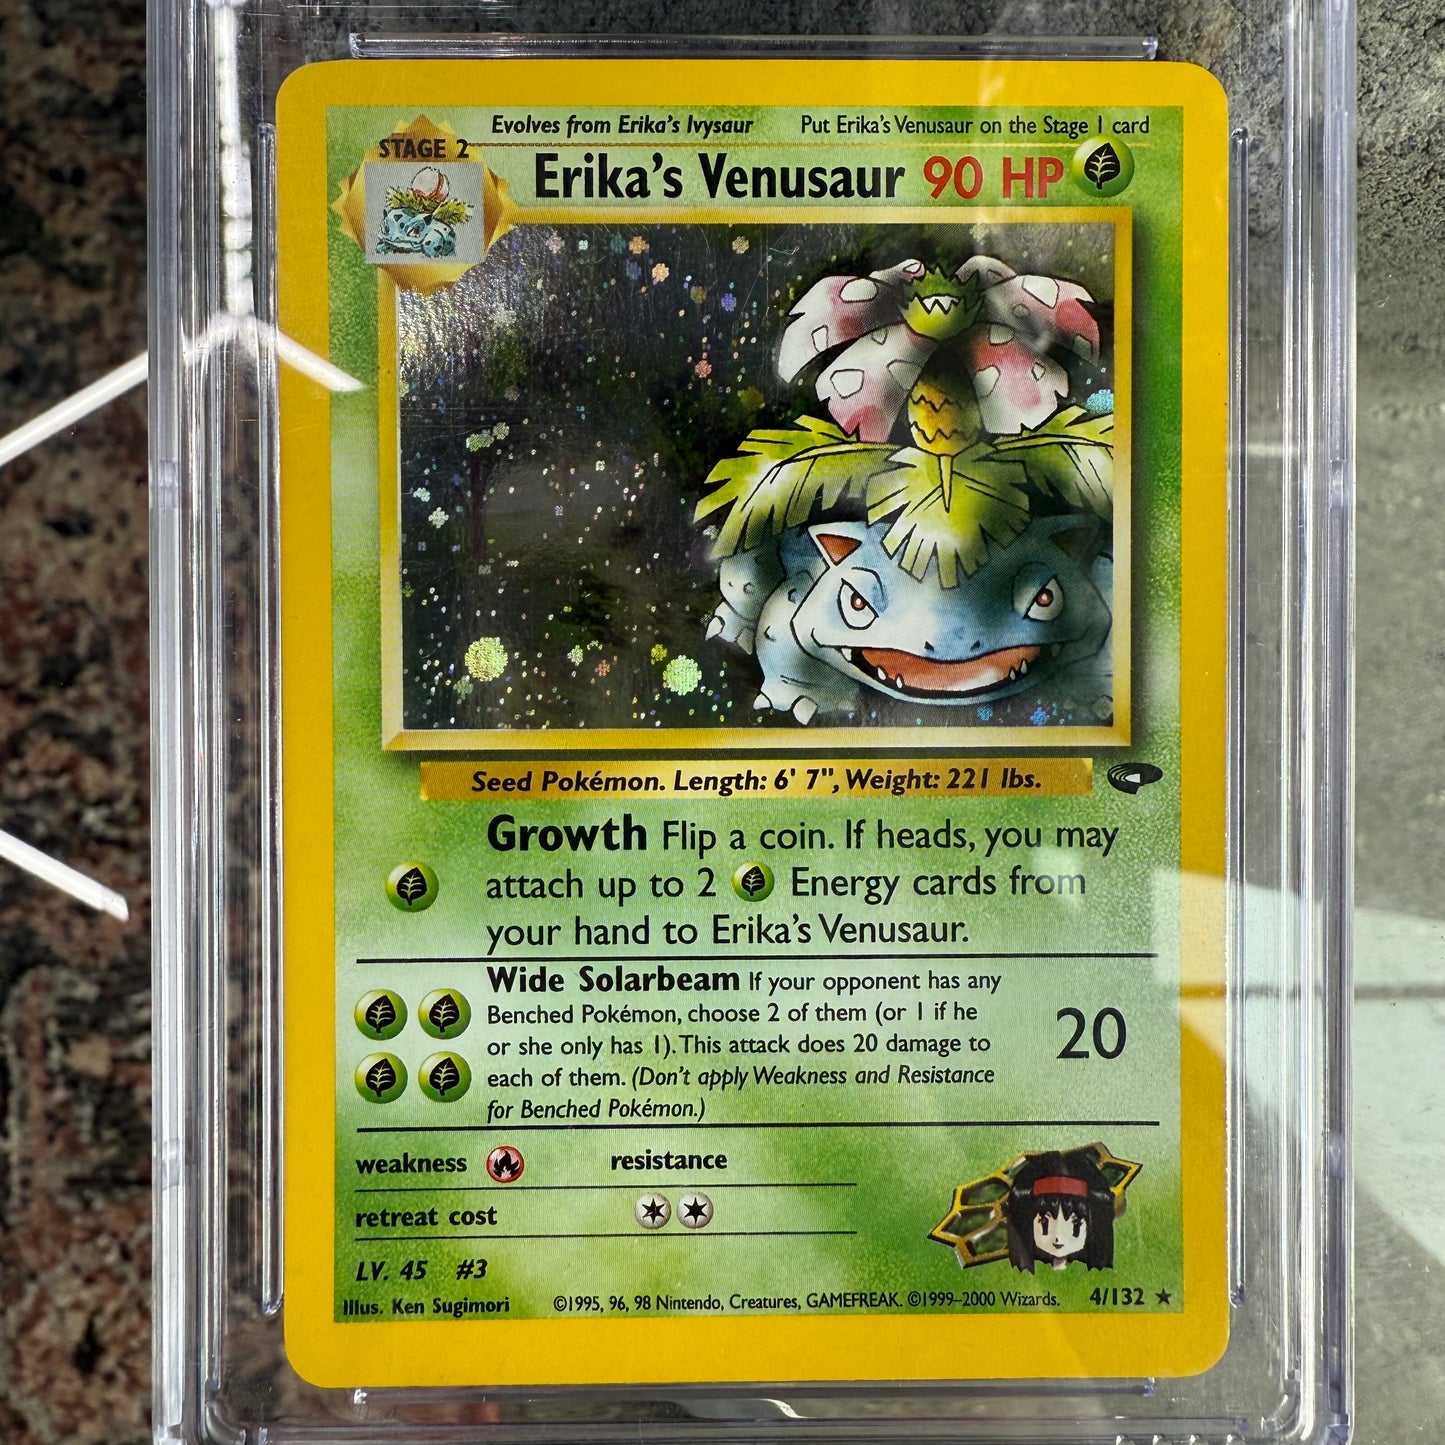 Evolves from Erika's Ivysaur Put Erika's Venusaur on the Stage 1 card
STAGE 2
Erika's Venusaur 90 HP
Seed Pokémon. Length: 6' 7", Weight: 221 lbs.
Growth Flip a coin. If heads, you may
attach up to 2 Energy cards from
your hand to Erika's Venusaur.
Wide Solarbeam If your opponent has any
Benched Pokémon, choose 2 of them (or 1 if he
or she only has 1). This attack does 20 damage to
each of them. (Don't apply Weakness and Resistance
for Benched Pokémon.)
20
weakness resistance
retreat cost
LV. 45 #3
Illus. Ken Sugimori ©1995, 96, 98 Nintendo, Creatures, GAMEFREAK. ©1999–2000 Wizards. 4/132 ★